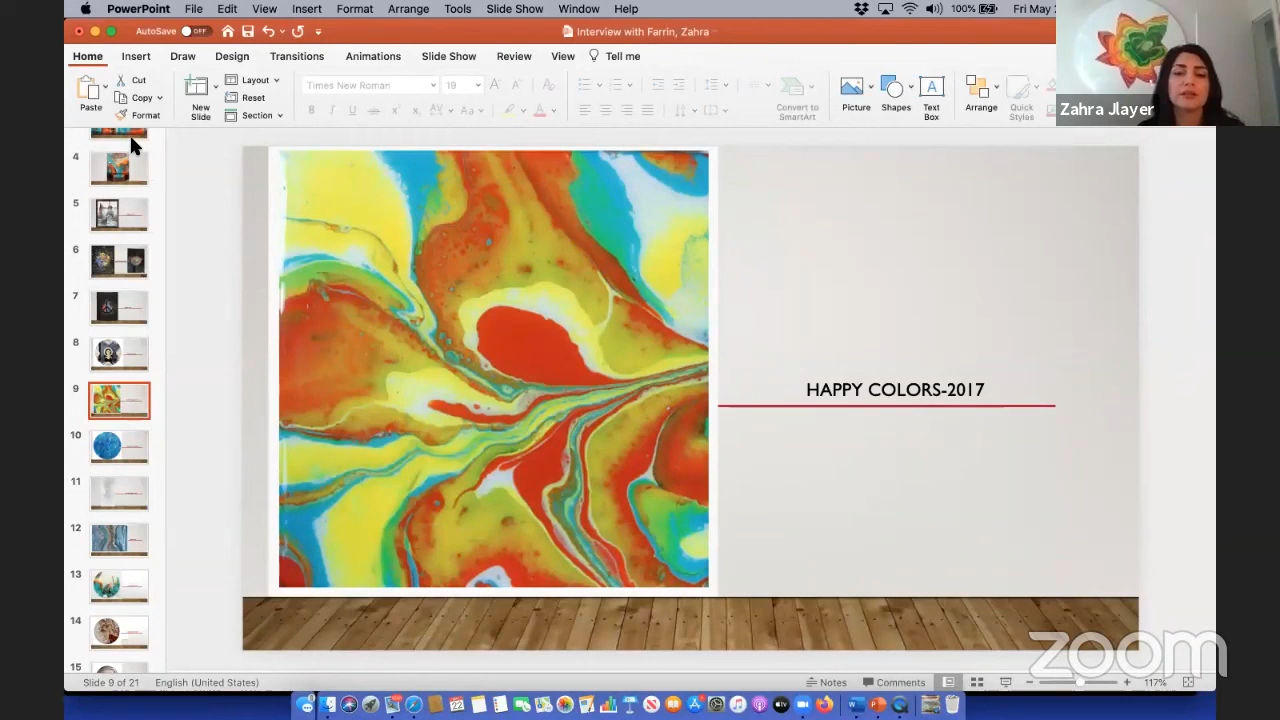 PowerPoint File Edit View Insert Format Arrange Tools Slide Show Window Help 100% Fri May
AutoSave OFF Interview with Farrin, Zahra
Home Insert Draw Design Transitions Animations Slide Show Review View Tell me
Paste Cut Copy Format
New Slide Layout Reset Section
Times New Roman 19
Convert to SmartArt
Picture Shapes Text Box Arrange Quick Styles
Zahra Jlayer
4
5
6
7
8
9
10
11
12
13
14
15
HAPPY COLORS-2017
zoom
Slide 9 of 21 English (United States) Notes Comments 117%